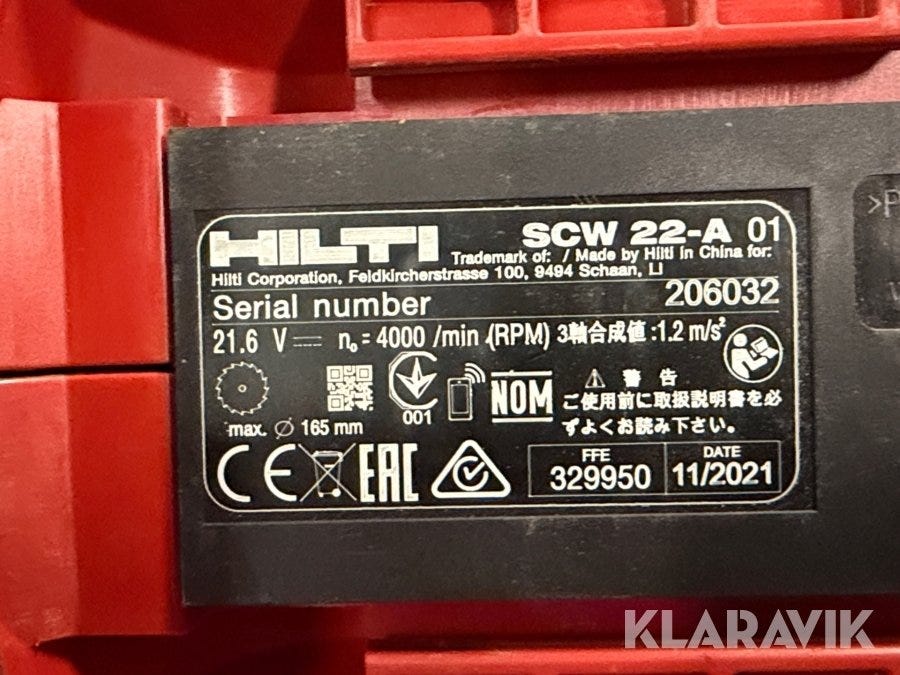 HILTI SCW 22-A 01
Trademark of: / Made by Hilti in China for:
Hilti Corporation, Feldkircherstrasse 100, 9494 Schaan, LI
Serial number 206032
21.6 V n₀ = 4000 /min (RPM) 3軸合成値:1.2 m/s²
001
NOM
警告
ご使用前に取扱説明書を必
ずよくお読み下さい。
max. Ø 165 mm
CE EAC
FFE
329950
DATE
11/2021
KLARAVIK